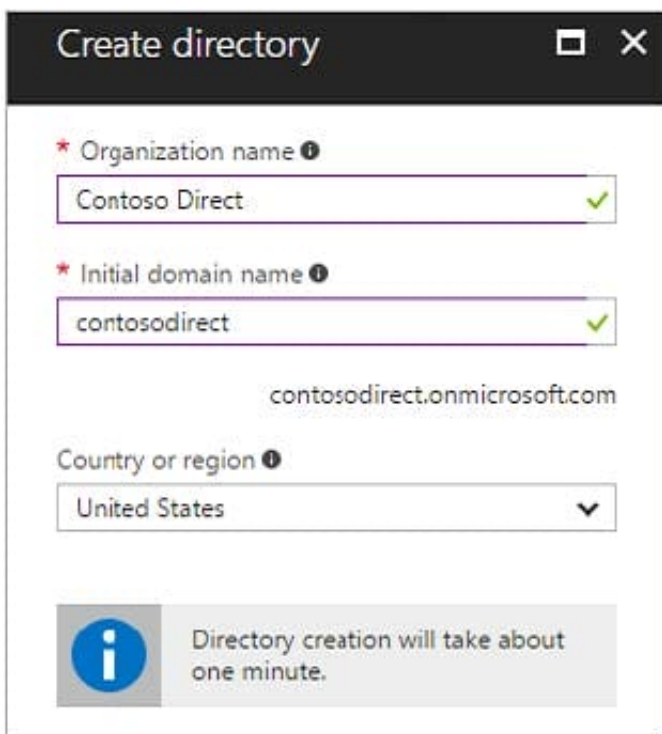 Create directory
* Organization name
Contoso Direct
* Initial domain name
contosodirect
contosodirect.onmicrosoft.com
Country or region
United States
Directory creation will take about
one minute.